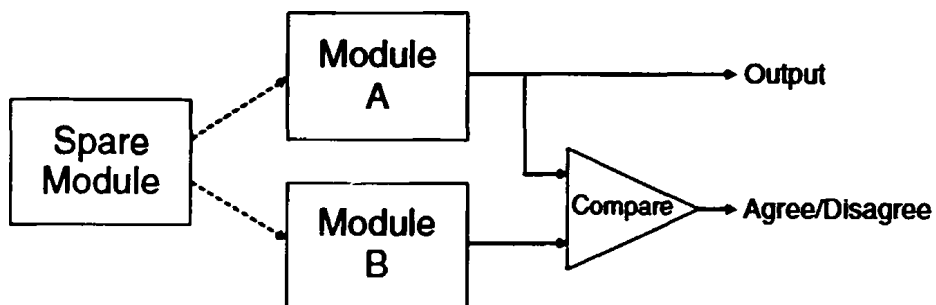 Module
A
Output
Spare
Module
Compare
Agree/Disagree
Module
B